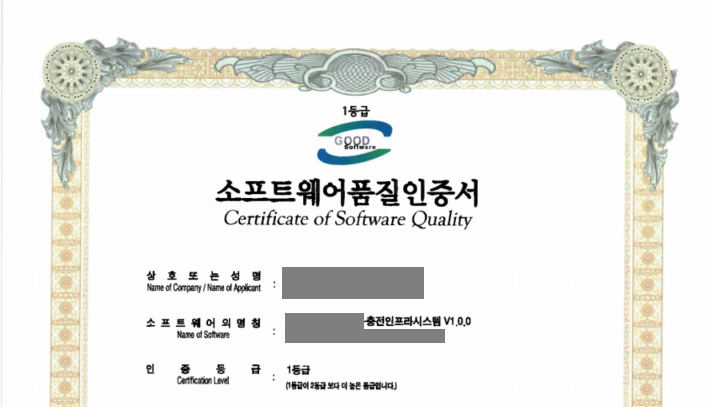 1등급
GOOD
Software
소프트웨어품질인증서
Certificate of Software Quality
상 호 또 는 성 명 :
Name of Company / Name of Applicant
소 프 트 웨 어 의 명 칭 : 충전인프라시스템 V1.0.0
Name of Software
인 증 등 급 : 1등급
Certification Level (1등급이 2등급 보다 더 높은 등급입니다.)